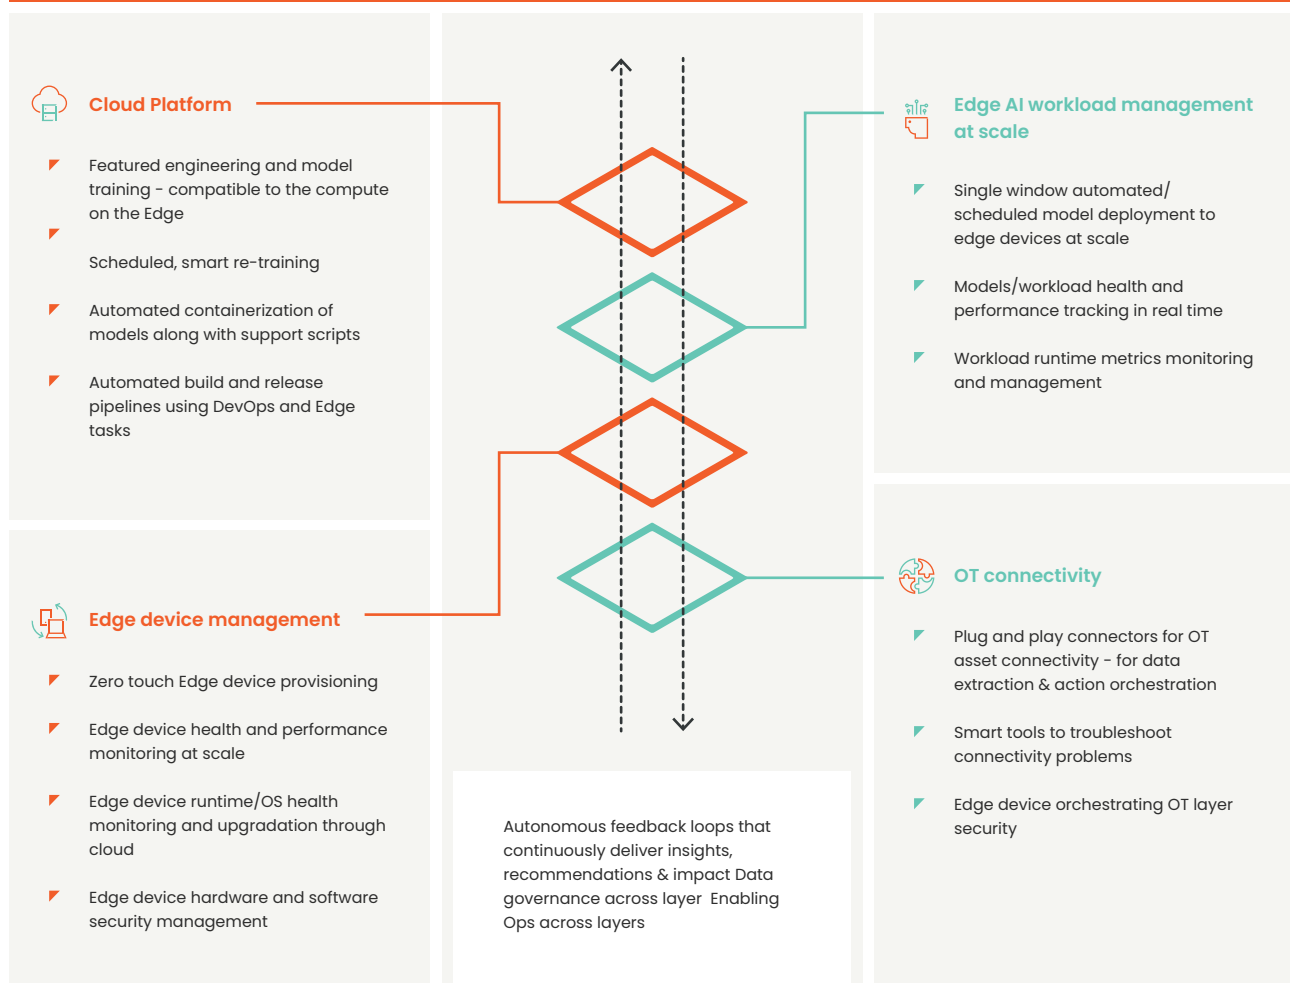 Cloud Platform
Featured engineering and model
training - compatible to the compute
on the Edge
Scheduled, smart re-training
Automated containerization of
models along with support scripts
Automated build and release
pipelines using DevOps and Edge
tasks
Edge device management
Zero touch Edge device provisioning
Edge device health and performance
monitoring at scale
Edge device runtime/OS health
monitoring and upgradation through
cloud
Edge device hardware and software
security management
Autonomous feedback loops that
continuously deliver insights,
recommendations & impact Data
governance across layer  Enabling
Ops across layers
Edge AI workload management
at scale
Single window automated/
scheduled model deployment to
edge devices at scale
Models/workload health and
performance tracking in real time
Workload runtime metrics monitoring
and management
OT connectivity
Plug and play connectors for OT
asset connectivity - for data
extraction & action orchestration
Smart tools to troubleshoot
connectivity problems
Edge device orchestrating OT layer
security